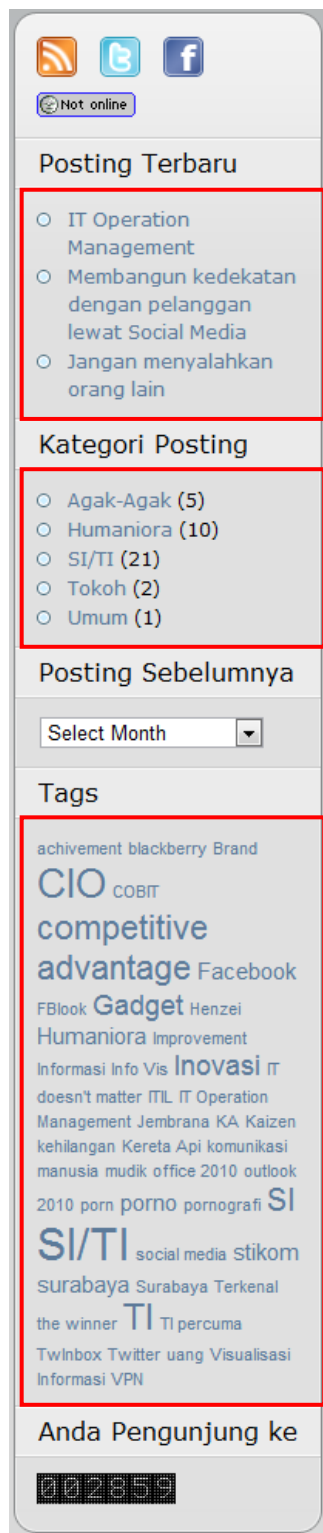 Not online
Posting Terbaru
IT Operation
Management
Membangun kedekatan
dengan pelanggan
lewat Social Media
Jangan menyalahkan
orang lain
Kategori Posting
Agak-Agak (5)
Humaniora (10)
SI/TI (21)
Tokoh (2)
Umum (1)
Posting Sebelumnya
Select Month
Tags
achivement blackberry Brand
CIO COBIT
competitive
advantage Facebook
FBlook Gadget Henzei
Humaniora Improvement
Informasi Info Vis Inovasi IT
doesn't matter ITIL IT Operation
Management Jembrana KA Kaizen
kehilangan Kereta Api komunikasi
manusia mudik office 2010 outlook
2010 porn porno pornografi SI
SI/TI social media stikom
surabaya Surabaya Terkenal
the winner TI TI percuma
TwInbox Twitter uang Visualisasi
Informasi VPN
Anda Pengunjung ke
002859